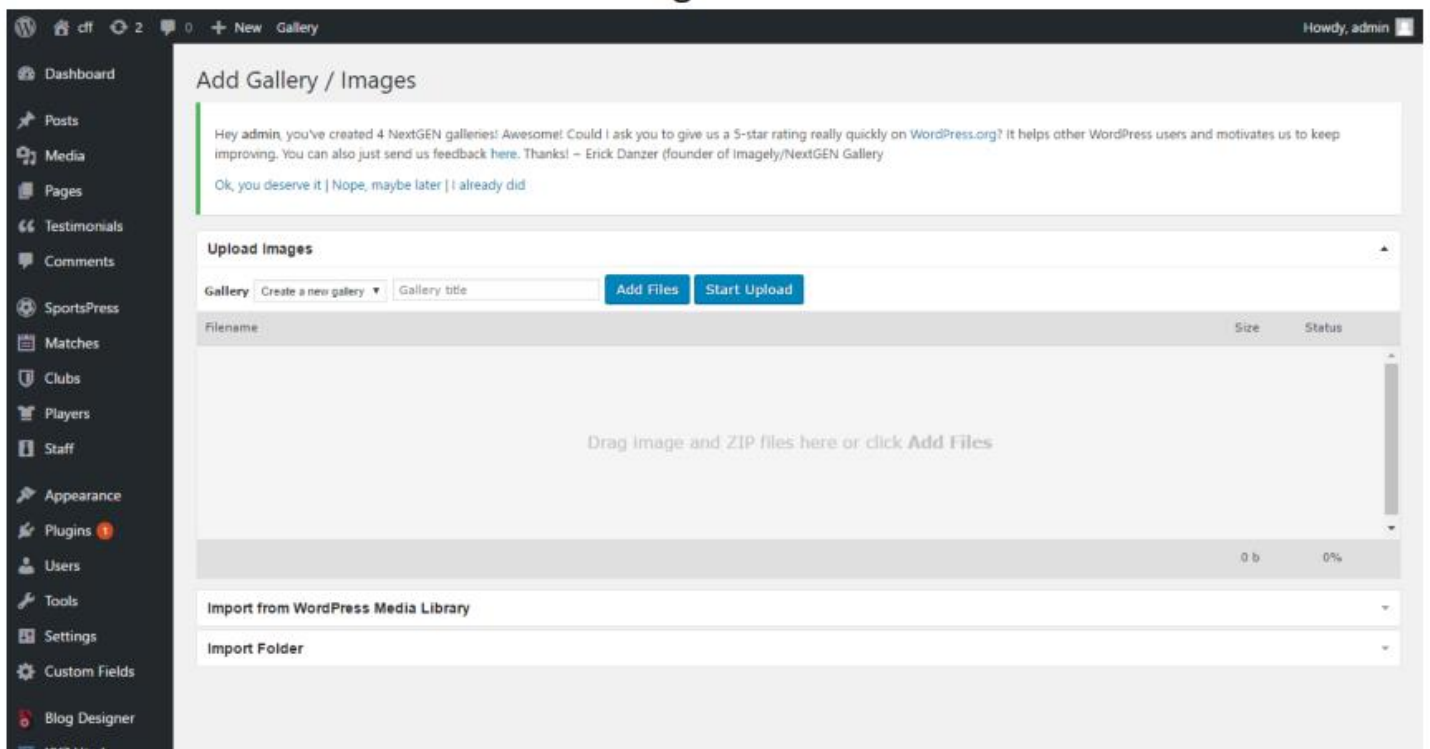 cff 2 0 + New Gallery Howdy, admin
Dashboard
Posts
Media
Pages
Testimonials
Comments
SportsPress
Matches
Clubs
Players
Staff
Appearance
Plugins 1
Users
Tools
Settings
Custom Fields
Blog Designer
Add Gallery / Images
Hey admin, you've created 4 NextGEN galleries! Awesome! Could I ask you to give us a 5-star rating really quickly on WordPress.org? It helps other WordPress users and motivates us to keep
improving. You can also just send us feedback here. Thanks! ~ Erick Danzer (founder of Imagely/NextGEN Gallery
Ok, you deserve it | Nope, maybe later | I already did
Upload Images
Gallery Create a new gallery Gallery title Add Files Start Upload
Filename Size Status
Drag image and ZIP files here or click Add Files
0 b 0%
Import from WordPress Media Library
Import Folder